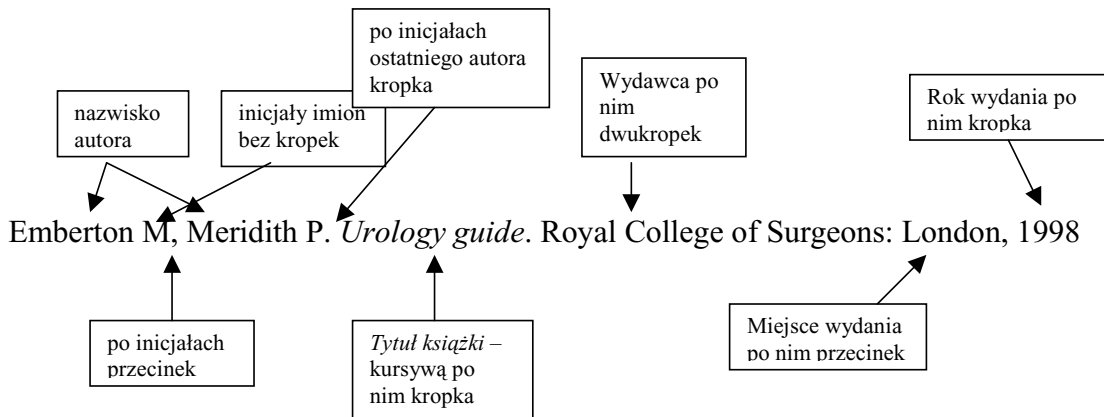 po inicjałach
ostatniego autora
kropka
Wydawca po
nim
dwukropek
Rok wydania po
nim kropka
nazwisko
autora
inicjały imion
bez kropek
Emberton M, Meridith P. Urology guide. Royal College of Surgeons: London, 1998
po inicjałach
przecinek
Tytuł książki –
kursywą po
nim kropka
Miejsce wydania
po nim przecinek